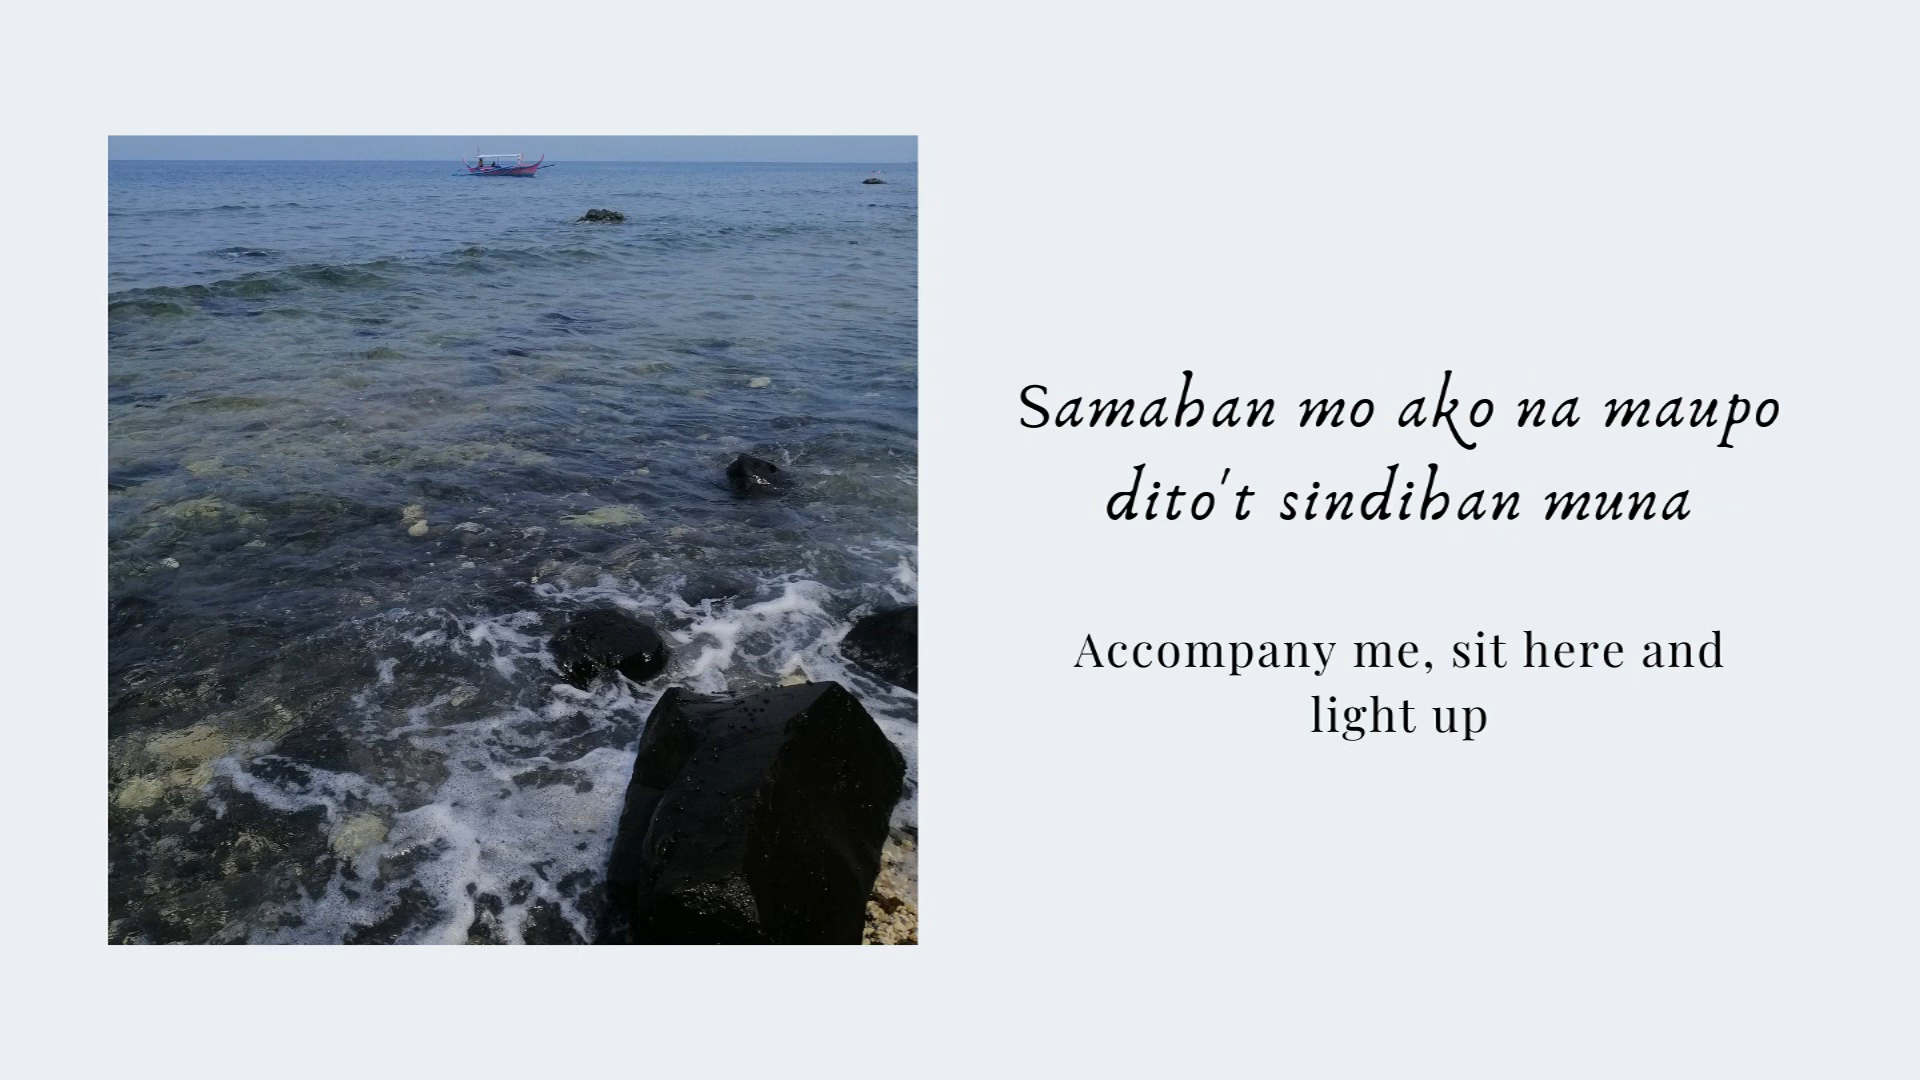 Samahan mo ako na maupo
dito't sindihan muna
Accompany me, sit here and
light up